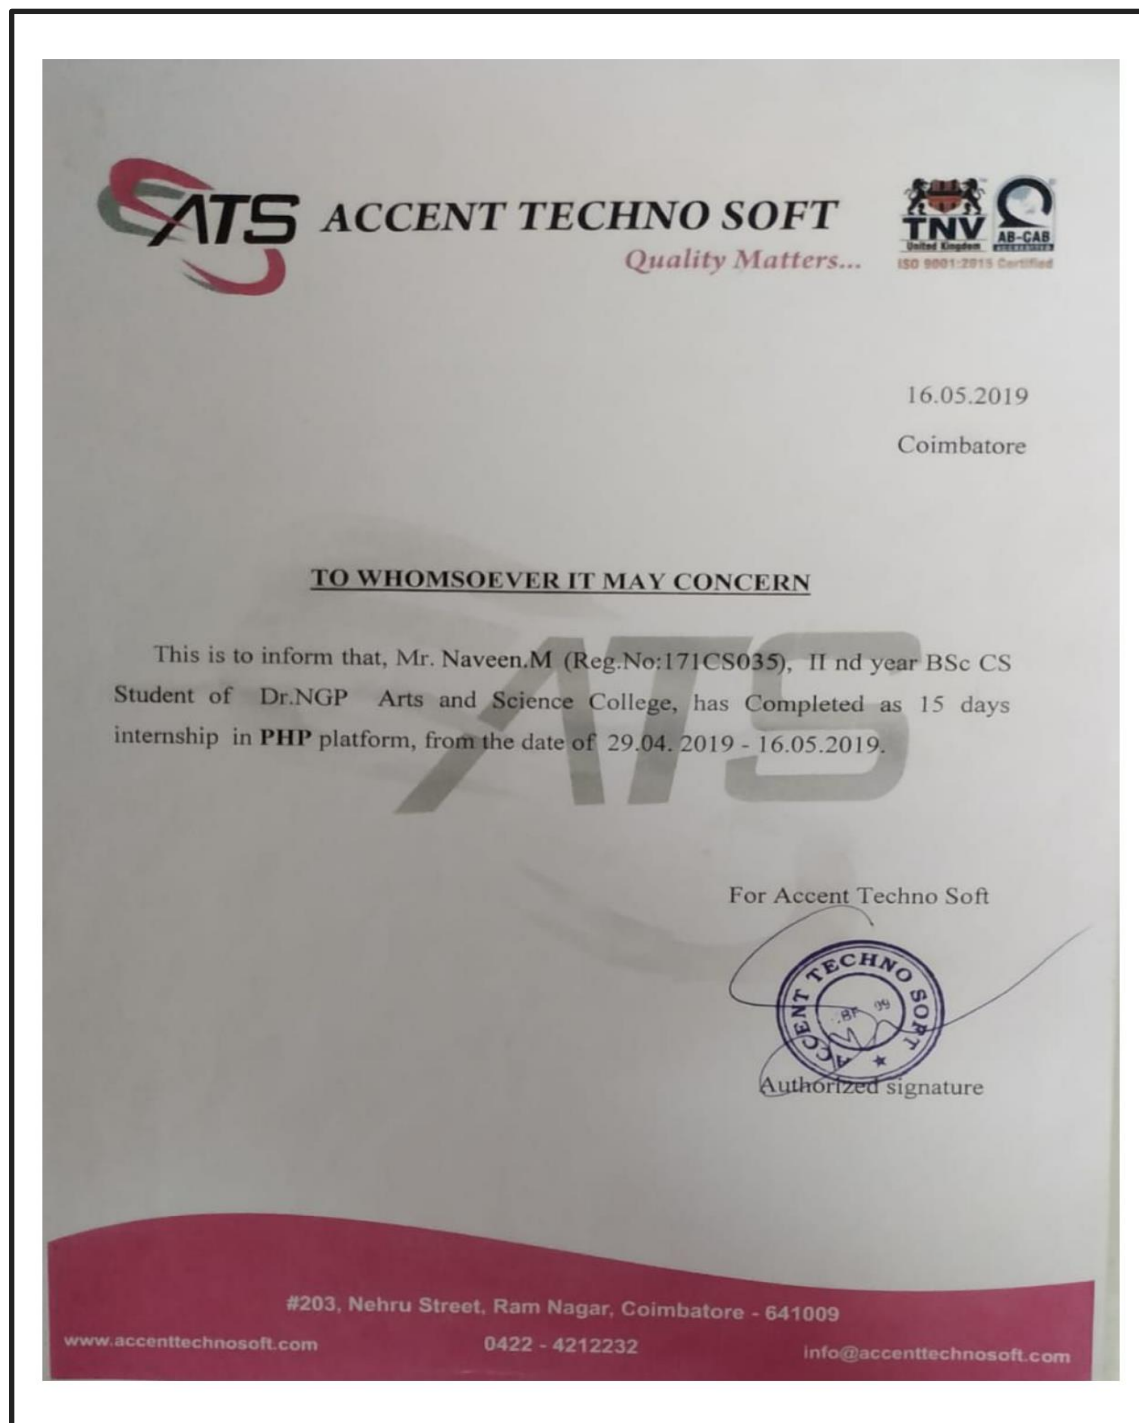 ATS ACCENT TECHNO SOFT
Quality Matters...
TNV
United Kingdom
AB-CAB
ACCREDITED
ISO 9001:2015 Certified
16.05.2019
Coimbatore
TO WHOMSOEVER IT MAY CONCERN
This is to inform that, Mr. Naveen.M (Reg.No:171CS035), II nd year BSc CS
Student of Dr.NGP Arts and Science College, has Completed as 15 days
internship in PHP platform, from the date of 29.04. 2019 - 16.05.2019.
ATS
For Accent Techno Soft
ACCENT TECHNO SOFT
Authorized signature
#203, Nehru Street, Ram Nagar, Coimbatore - 641009
www.accenttechnosoft.com 0422 - 4212232 info@accenttechnosoft.com